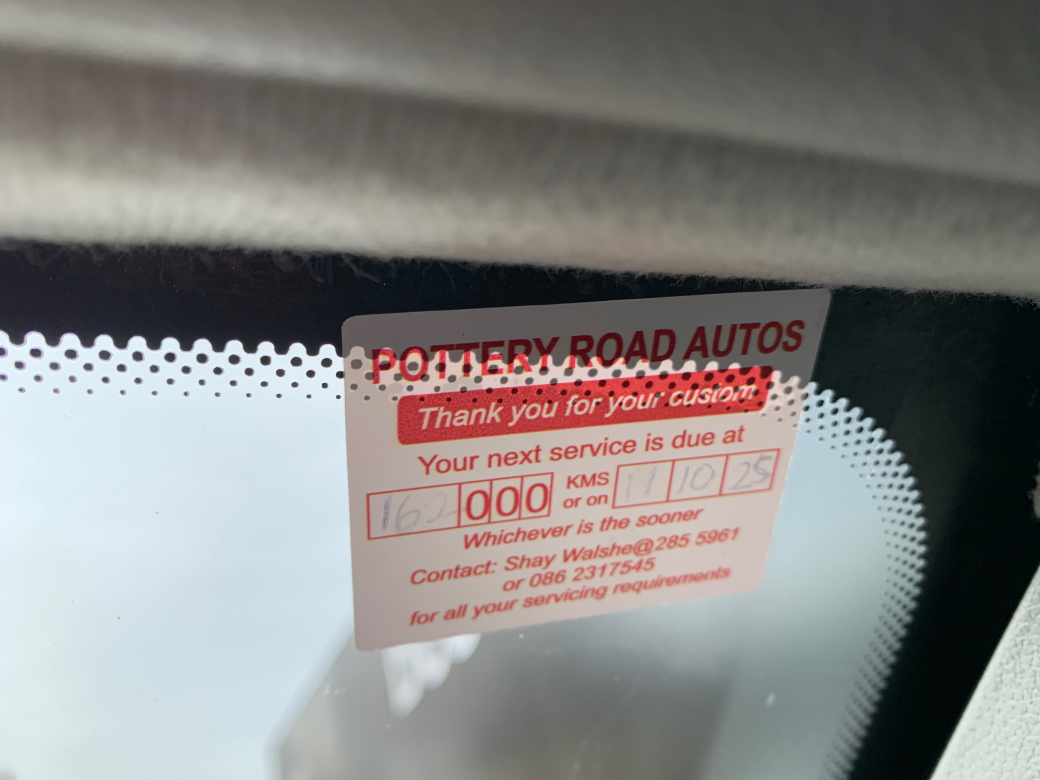 POTTERY ROAD AUTOS
Thank you for your custom
Your next service is due at
162 000 KMS or on 11 10 25
Whichever is the sooner
Contact: Shay Walshe@285 5961
or 086 2317545
for all your servicing requirements